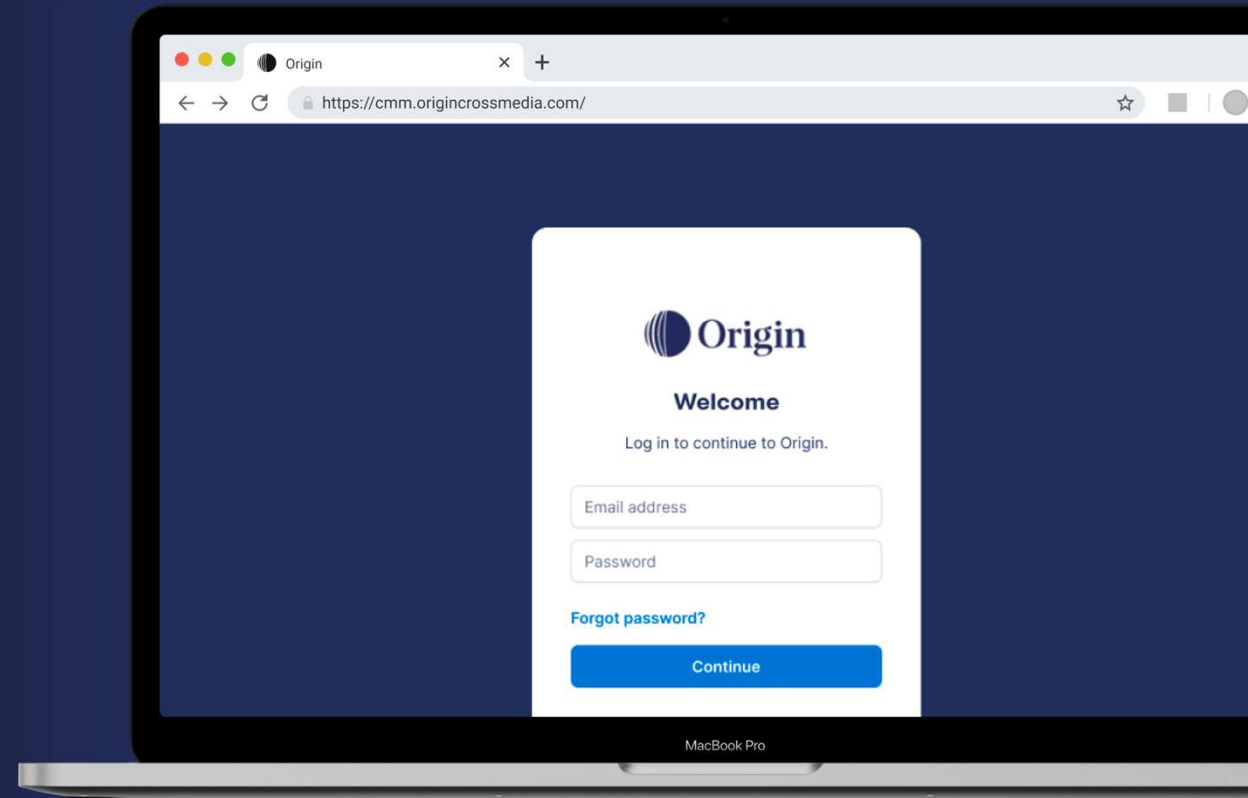 Origin
https://cmm.origincrossmedia.com/
Origin
Welcome
Log in to continue to Origin.
Email address
Password
Forgot password?
Continue
MacBook Pro